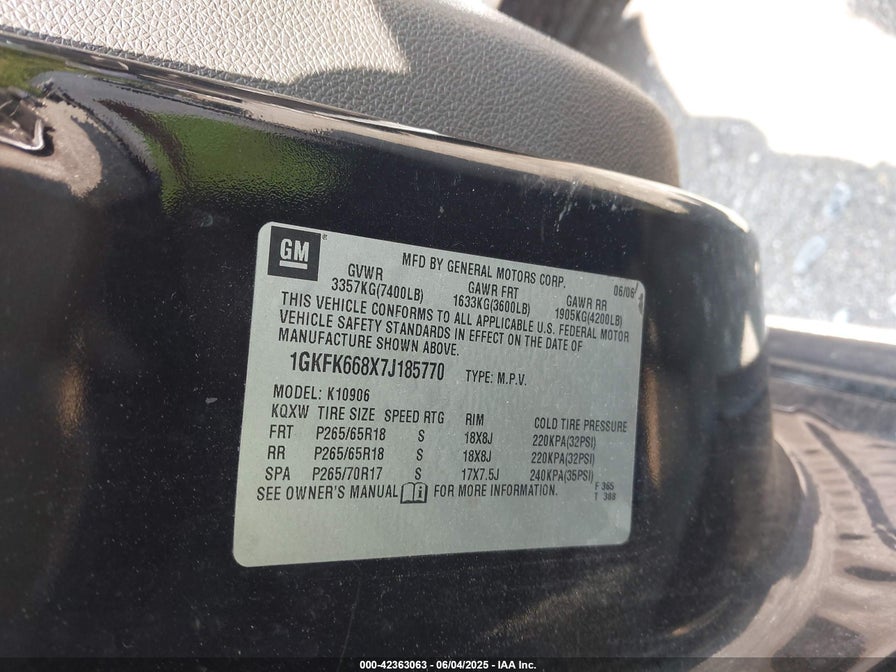 GM
MFD BY GENERAL MOTORS CORP. 06/06
GVWR GAWR FRT GAWR RR
3357KG(7400LB) 1633KG(3600LB) 1905KG(4200LB)
THIS VEHICLE CONFORMS TO ALL APPLICABLE U.S. FEDERAL MOTOR
VEHICLE SAFETY STANDARDS IN EFFECT ON THE DATE OF
MANUFACTURE SHOWN ABOVE.
1GKFK668X7J185770 TYPE: M.P.V.
MODEL: K10906
KQXW TIRE SIZE SPEED RTG RIM COLD TIRE PRESSURE
FRT P265/65R18 S 18X8J 220KPA(32PSI)
RR P265/65R18 S 18X8J 220KPA(32PSI)
SPA P265/70R17 S 17X7.5J 240KPA(35PSI)
SEE OWNER'S MANUAL FOR MORE INFORMATION.
F 365
T 388
000-42363063 - 06/04/2025 - IAA Inc.